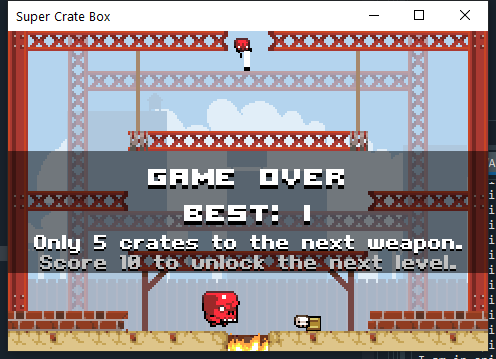 Super Crate Box
GAME OVER
BEST: 1
Only 5 crates to the next weapon.
Score 10 to unlock the next level.